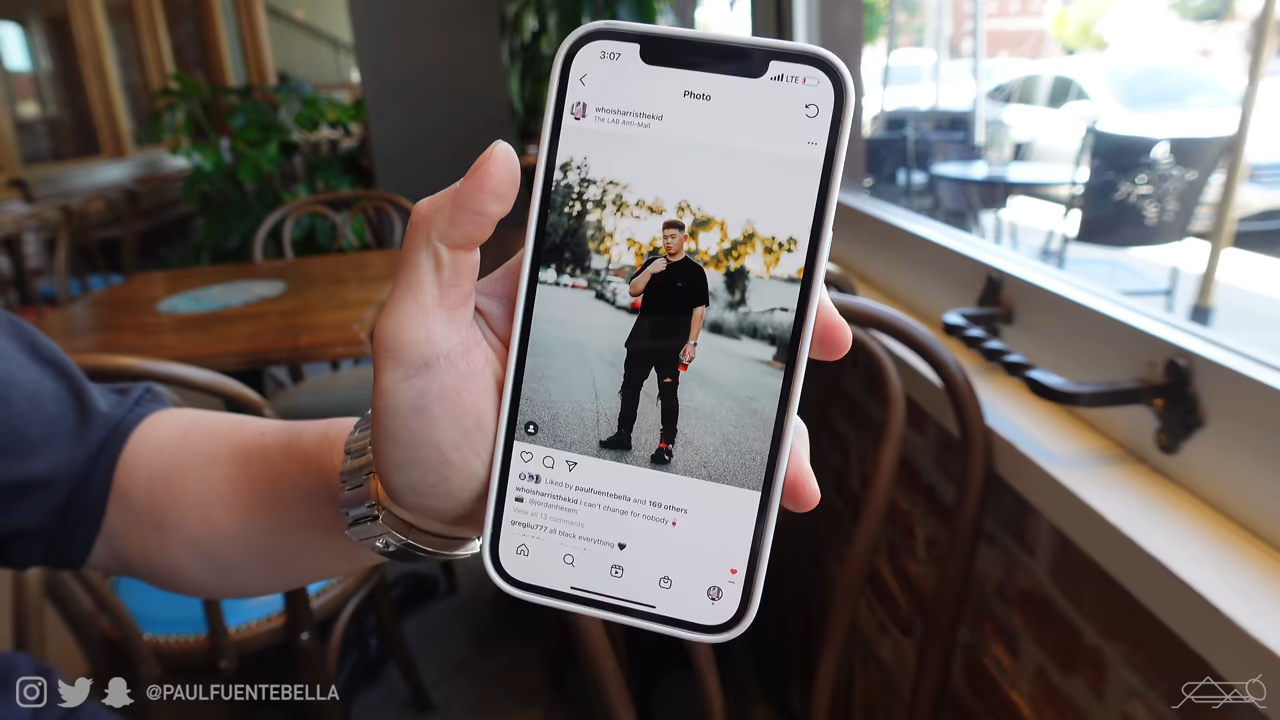 3:07
LTE
Photo
whoisharristhekid
The LAB Anti-Mall
Liked by paulfuentebella and 169 others
whoisharristhekid i can't change for nobody 🥤
📸: @jordanhexem
View all 13 comments
gregliu777 all black everything 🖤
@PAULFUENTEBELLA